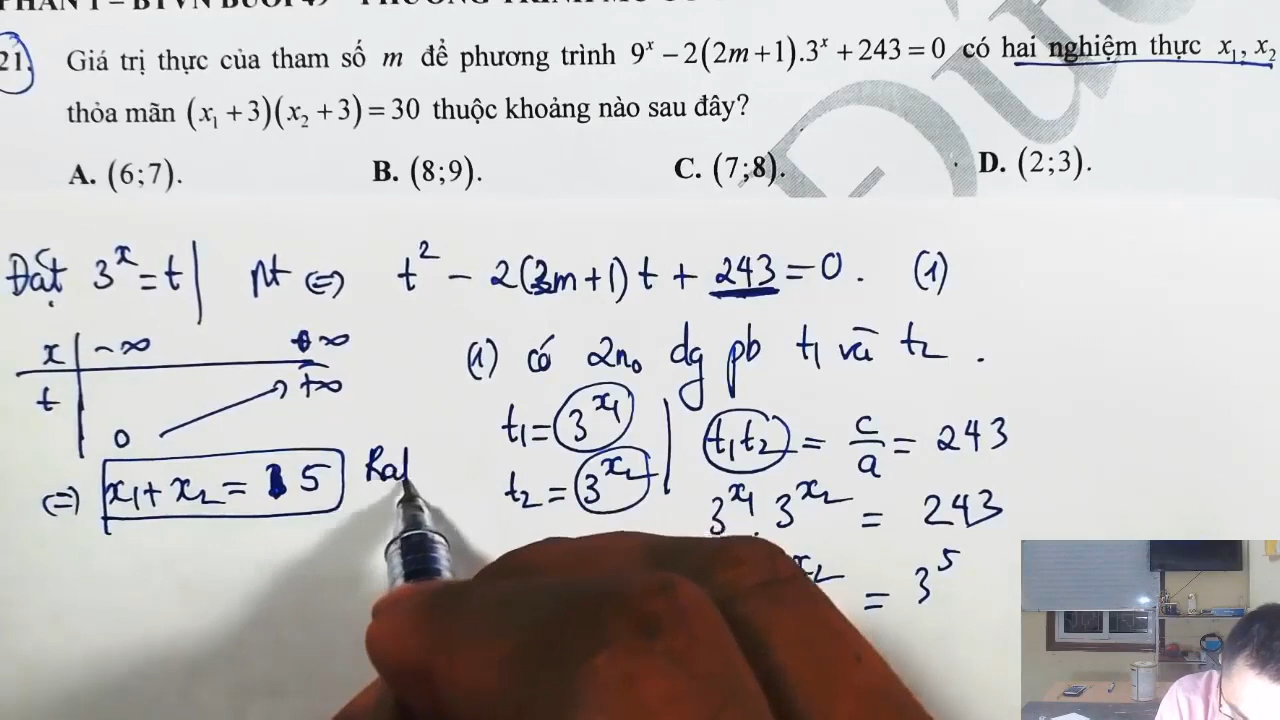 21. Giá trị thực của tham số m để phương trình 9ˣ − 2(2m+1).3ˣ + 243 = 0 có hai nghiệm thực x₁, x₂
thỏa mãn (x₁ + 3)(x₂ + 3) = 30 thuộc khoảng nào sau đây?
A. (6;7). B. (8;9). C. (7;8). D. (2;3).
Đặt 3ˣ = t | pt ⇔ t² − 2(2m+1)t + 243 = 0. (1)
x −∞ +∞
t 0 +∞
(1) có 2n₀ dg pb t₁ và t₂.
t₁ = 3^x₁
t₂ = 3^x₂
t₁t₂ = c/a = 243
3^x₁ . 3^x₂ = 243
x₂ = 3⁵
⇔ x₁ + x₂ = 5